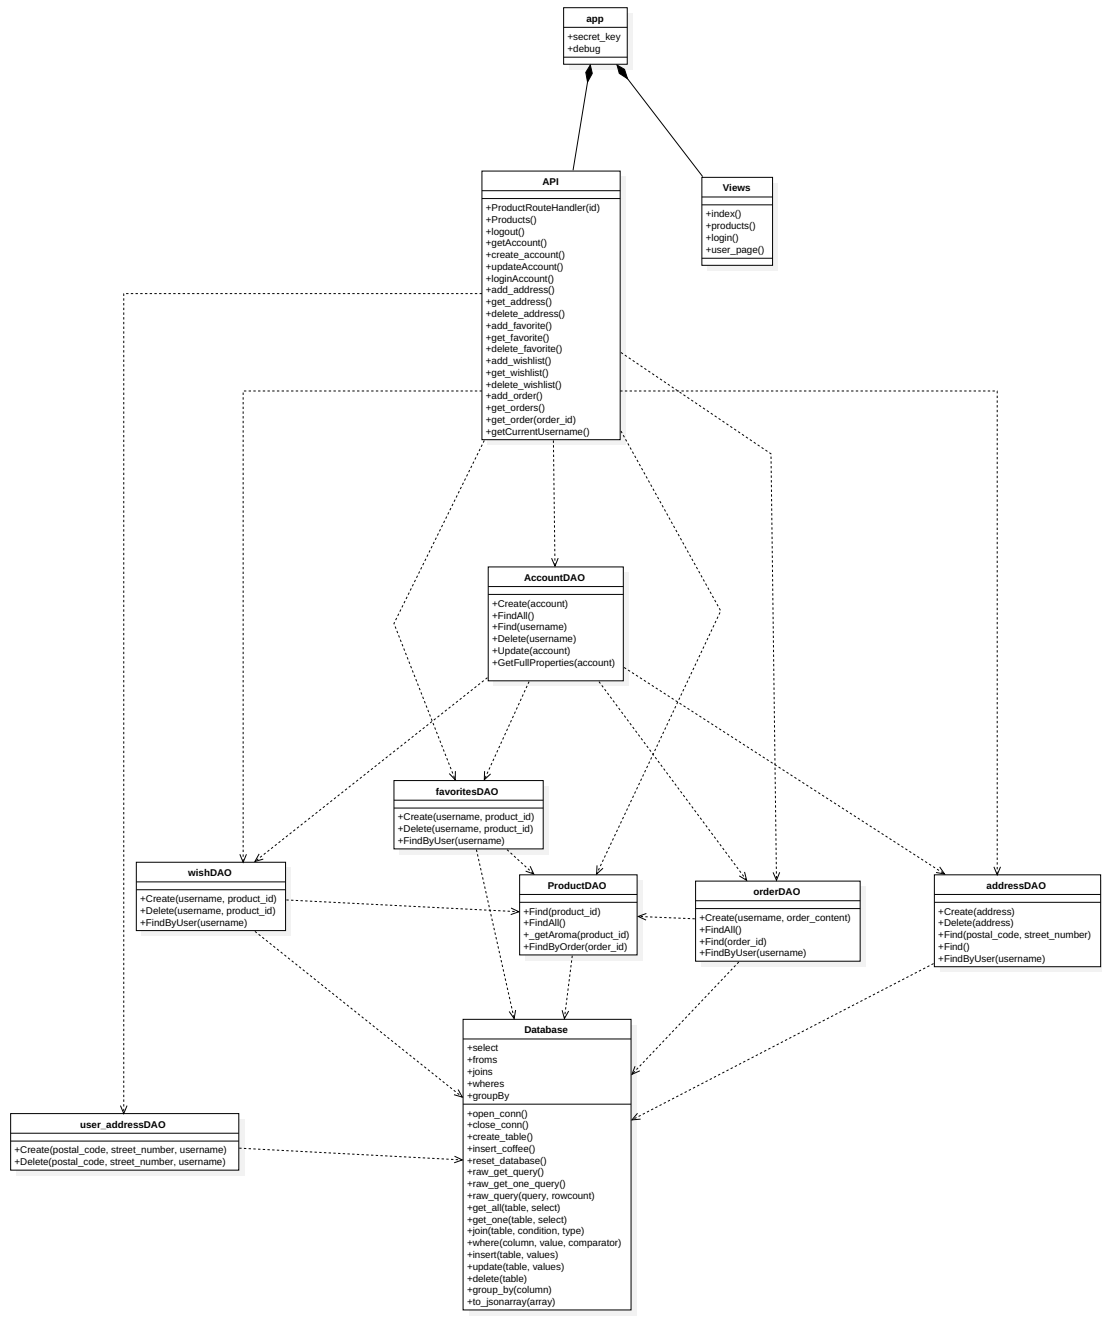 app
+secret_key
+debug
API
+ProductRouteHandler(id)
+Products()
+logout()
+getAccount()
+create_account()
+updateAccount()
+loginAccount()
+add_address()
+get_address()
+delete_address()
+add_favorite()
+get_favorite()
+delete_favorite()
+add_wishlist()
+get_wishlist()
+delete_wishlist()
+add_order()
+get_orders()
+get_order(order_id)
+getCurrentUsername()
Views
+index()
+products()
+login()
+user_page()
AccountDAO
+Create(account)
+FindAll()
+Find(username)
+Delete(username)
+Update(account)
+GetFullProperties(account)
favoritesDAO
+Create(username, product_id)
+Delete(username, product_id)
+FindByUser(username)
wishDAO
+Create(username, product_id)
+Delete(username, product_id)
+FindByUser(username)
ProductDAO
+Find(product_id)
+FindAll()
+_getAroma(product_id)
+FindByOrder(order_id)
orderDAO
+Create(username, order_content)
+FindAll()
+Find(order_id)
+FindByUser(username)
addressDAO
+Create(address)
+Delete(address)
+Find(postal_code, street_number)
+Find()
+FindByUser(username)
Database
+select
+froms
+joins
+wheres
+groupBy
+open_conn()
+close_conn()
+create_table()
+insert_coffee()
+reset_database()
+raw_get_query()
+raw_get_one_query()
+raw_query(query, rowcount)
+get_all(table, select)
+get_one(table, select)
+join(table, condition, type)
+where(column, value, comparator)
+insert(table, values)
+update(table, values)
+delete(table)
+group_by(column)
+to_jsonarray(array)
user_addressDAO
+Create(postal_code, street_number, username)
+Delete(postal_code, street_number, username)